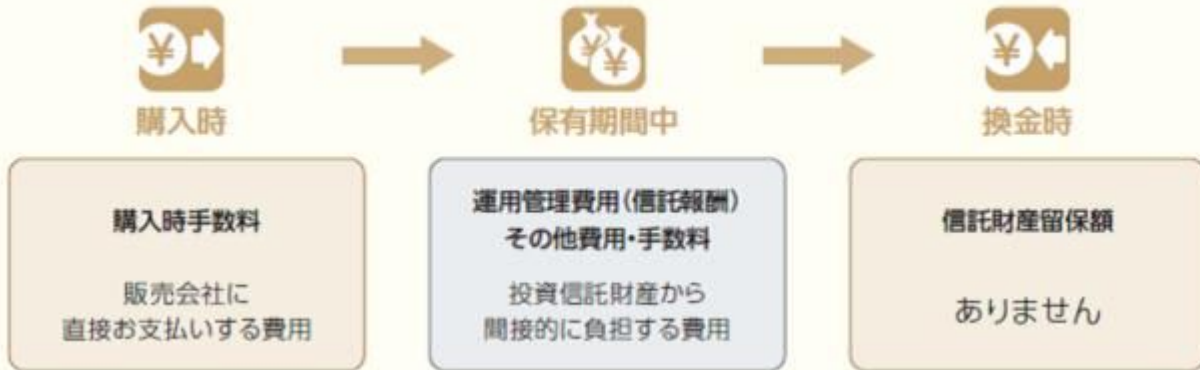 購入時
保有期間中
換金時
購入時手数料
販売会社に
直接お支払いする費用
運用管理費用(信託報酬)
その他費用・手数料
投資信託財産から
間接的に負担する費用
信託財産留保額
ありません